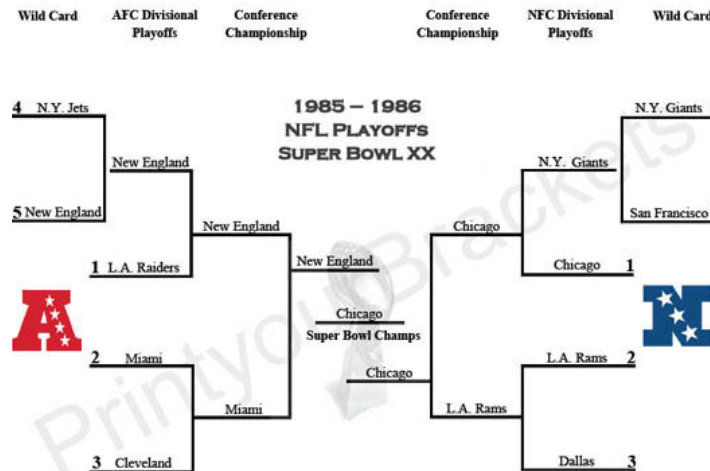 Wild Card
AFC Divisional
Playoffs
Conference
Championship
Conference
Championship
NFC Divisional
Playoffs
Wild Card
1985 – 1986
NFL Playoffs
Super Bowl XX
4 N.Y. Jets
5 New England
New England
1 L.A. Raiders
New England
2 Miami
3 Cleveland
Miami
New England
Chicago
Super Bowl Champs
Chicago
Chicago
L.A. Rams
N.Y. Giants
Chicago 1
L.A. Rams 2
Dallas 3
N.Y. Giants
San Francisco
A
N
PrintyourBrackets